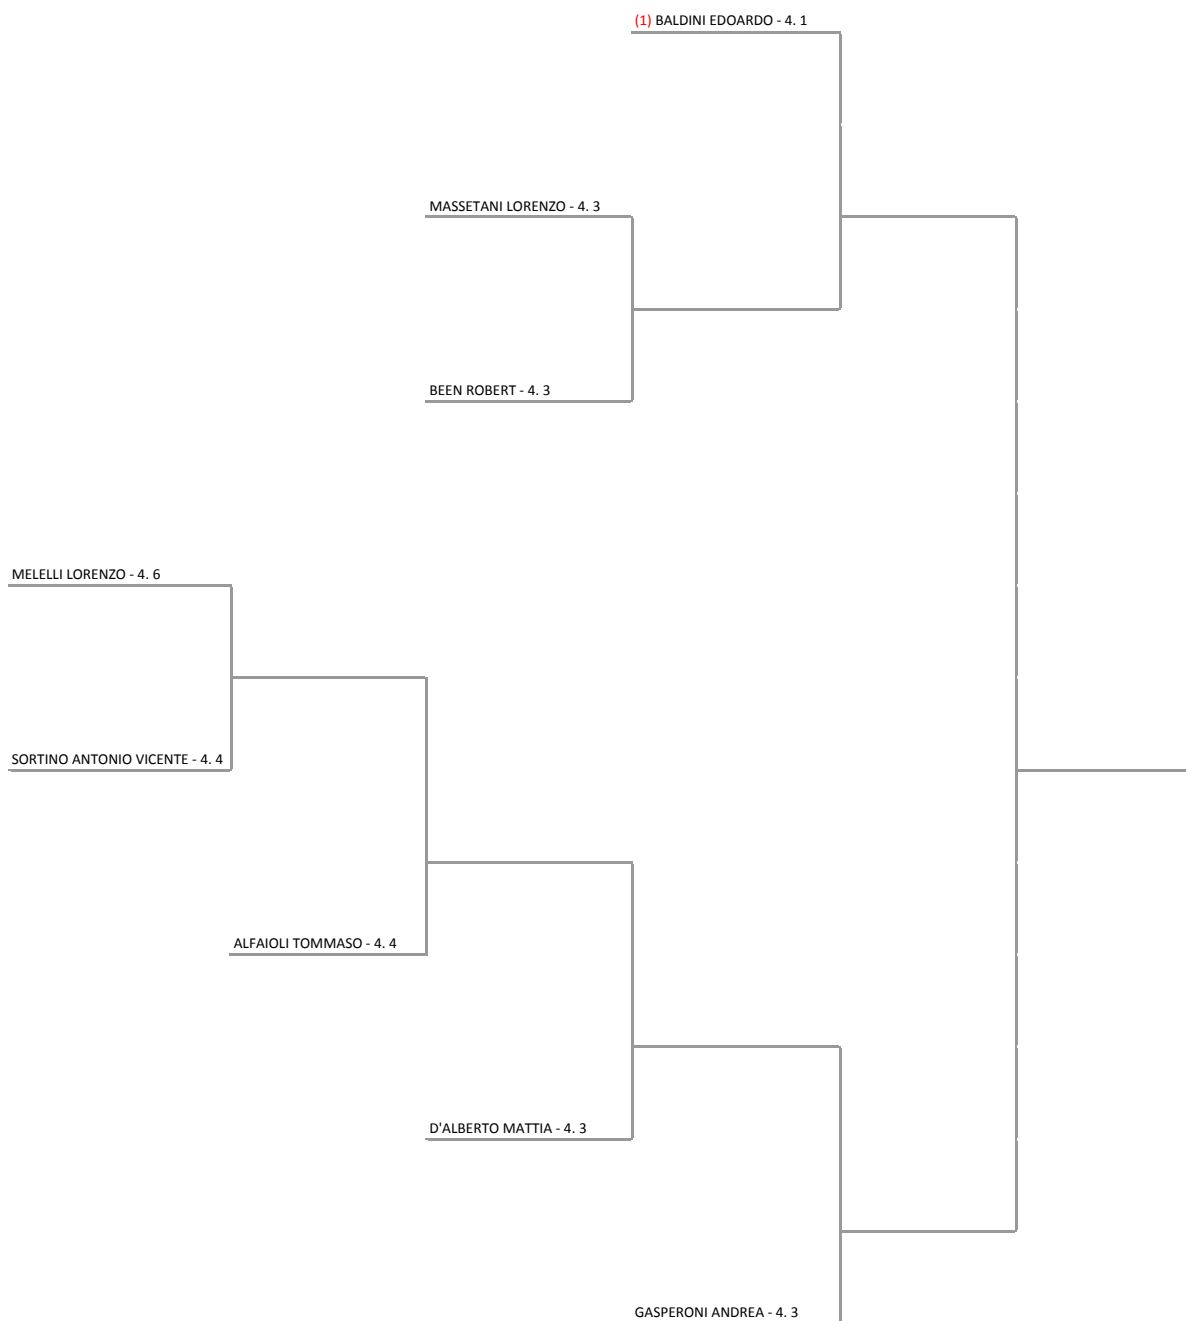 (1) BALDINI EDOARDO - 4. 1
MASSETANI LORENZO - 4. 3
BEEN ROBERT - 4. 3
MELELLI LORENZO - 4. 6
SORTINO ANTONIO VICENTE - 4. 4
ALFAIOLI TOMMASO - 4. 4
D'ALBERTO MATTIA - 4. 3
GASPERONI ANDREA - 4. 3